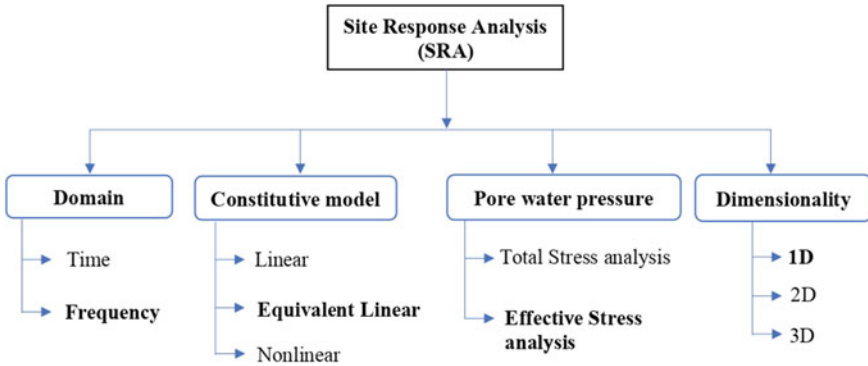 Site Response Analysis
(SRA)
Domain
Constitutive model
Pore water pressure
Dimensionality
Time
Frequency
Linear
Equivalent Linear
Nonlinear
Total Stress analysis
Effective Stress
analysis
1D
2D
3D